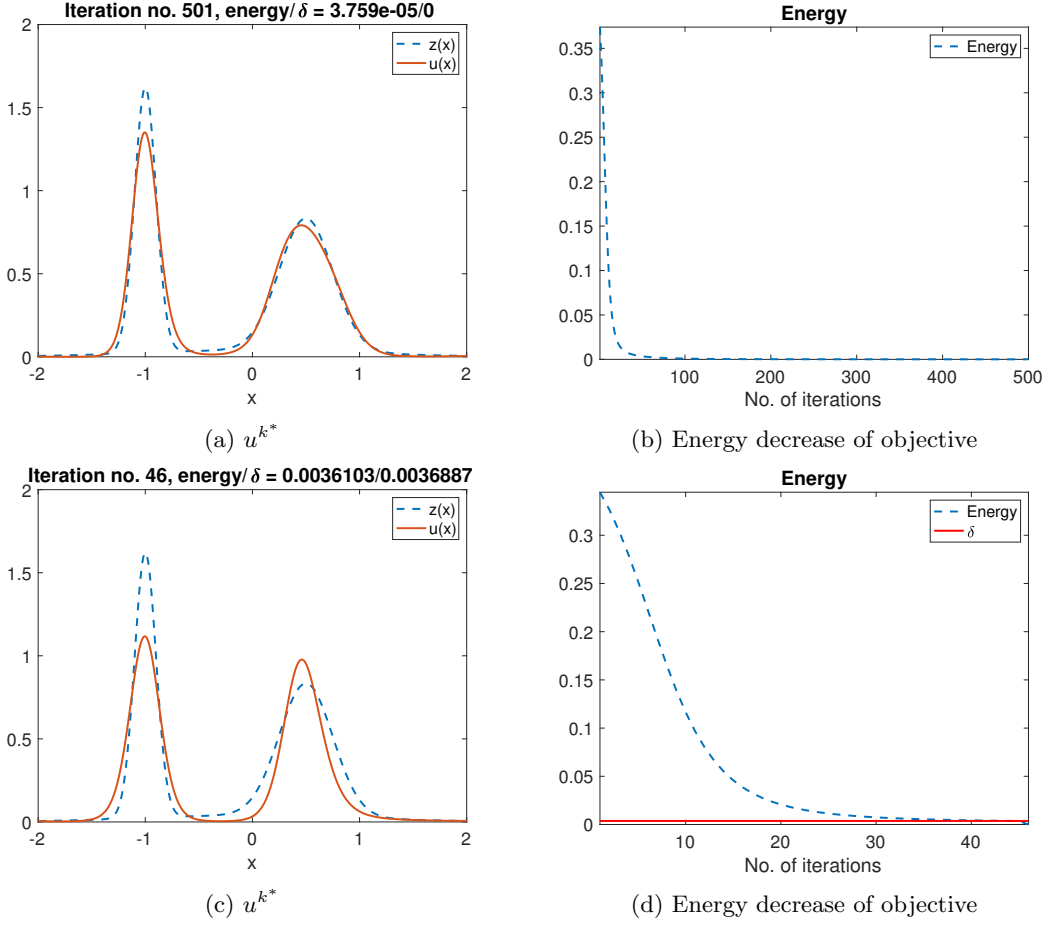 Iteration no. 501, energy/ δ = 3.759e-05/0
2
1.5
1
0.5
0
-2
-1
0
1
2
x
z(x)
u(x)
(a) u^{k*}
Energy
0.35
0.3
0.25
0.2
0.15
0.1
0.05
0
100
200
300
400
500
No. of iterations
Energy
(b) Energy decrease of objective
Iteration no. 46, energy/ δ = 0.0036103/0.0036887
2
1.5
1
0.5
0
-2
-1
0
1
2
x
z(x)
u(x)
(c) u^{k*}
Energy
0.3
0.25
0.2
0.15
0.1
0.05
0
10
20
30
40
No. of iterations
Energy
δ
(d) Energy decrease of objective